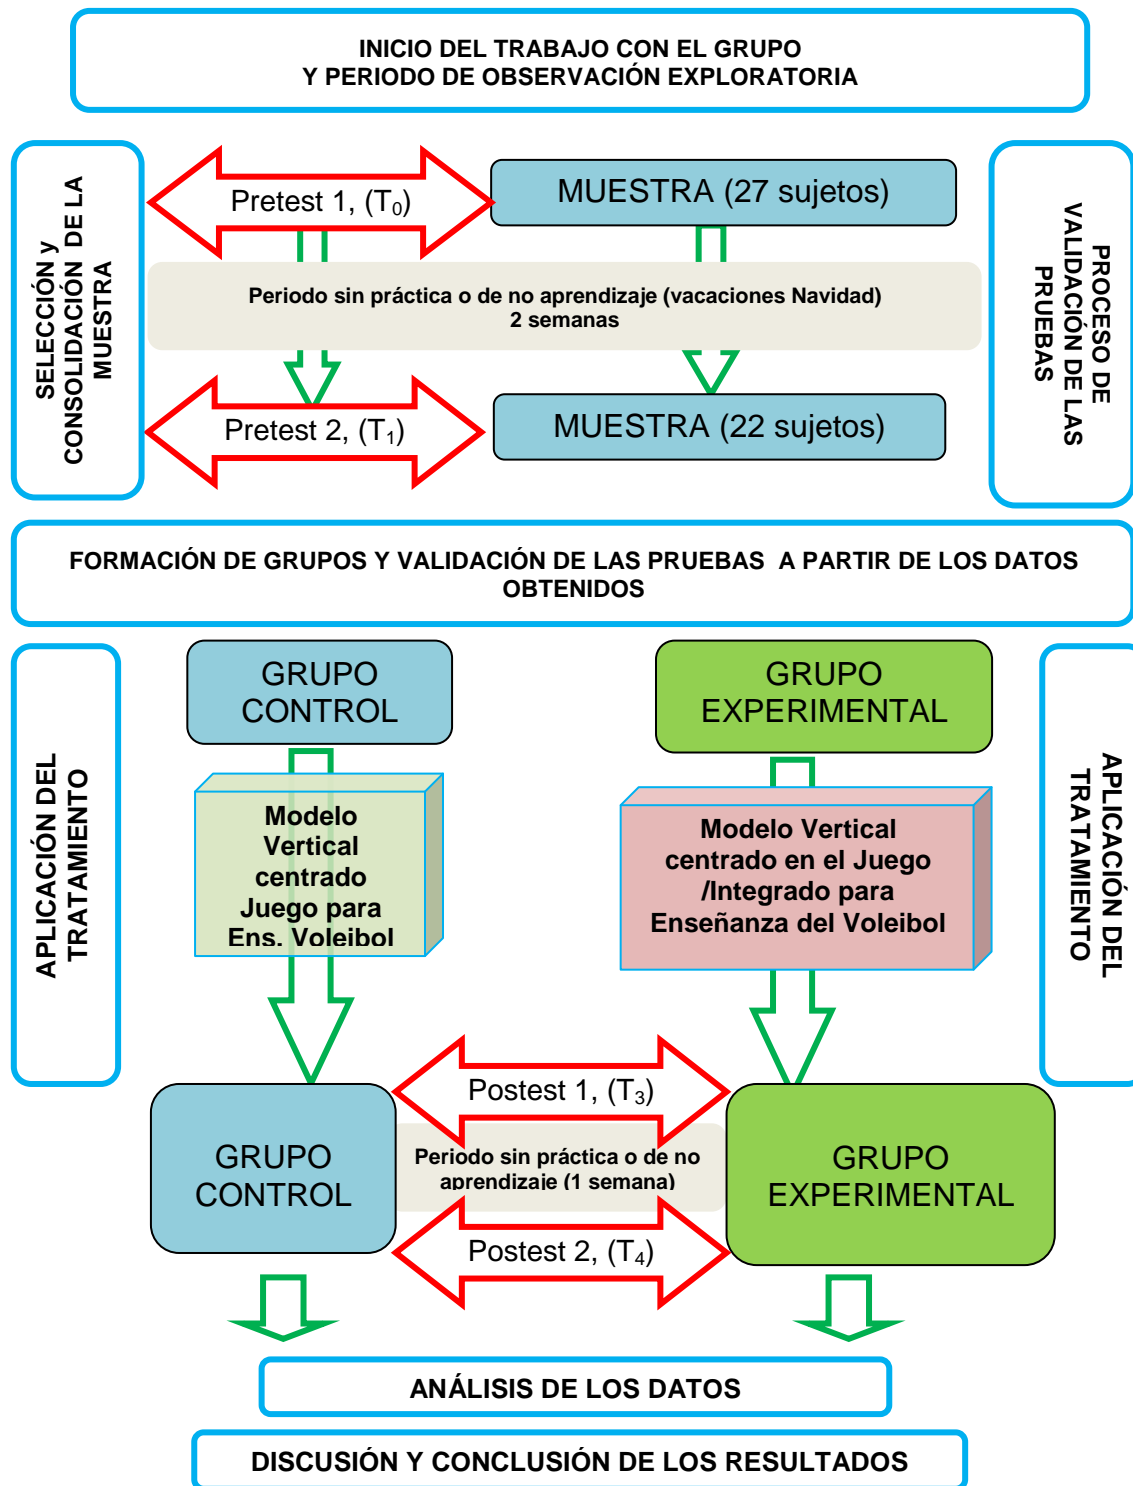 INICIO DEL TRABAJO CON EL GRUPO
Y PERIODO DE OBSERVACIÓN EXPLORATORIA
SELECCIÓN y
CONSOLIDACIÓN DE LA
MUESTRA
Pretest 1, (T0)
MUESTRA (27 sujetos)
PROCESO DE
VALIDACIÓN DE LAS
PRUEBAS
Periodo sin práctica o de no aprendizaje (vacaciones Navidad)
2 semanas
Pretest 2, (T1)
MUESTRA (22 sujetos)
FORMACIÓN DE GRUPOS Y VALIDACIÓN DE LAS PRUEBAS A PARTIR DE LOS DATOS
OBTENIDOS
APLICACIÓN DEL
TRATAMIENTO
GRUPO
CONTROL
GRUPO
EXPERIMENTAL
APLICACIÓN DEL
TRATAMIENTO
Modelo
Vertical
centrado
Juego para
Ens. Voleibol
Modelo Vertical
centrado en el Juego
/Integrado para
Enseñanza del Voleibol
Postest 1, (T3)
GRUPO
CONTROL
Periodo sin práctica o de no
aprendizaje (1 semana)
GRUPO
EXPERIMENTAL
Postest 2, (T4)
ANÁLISIS DE LOS DATOS
DISCUSIÓN Y CONCLUSIÓN DE LOS RESULTADOS